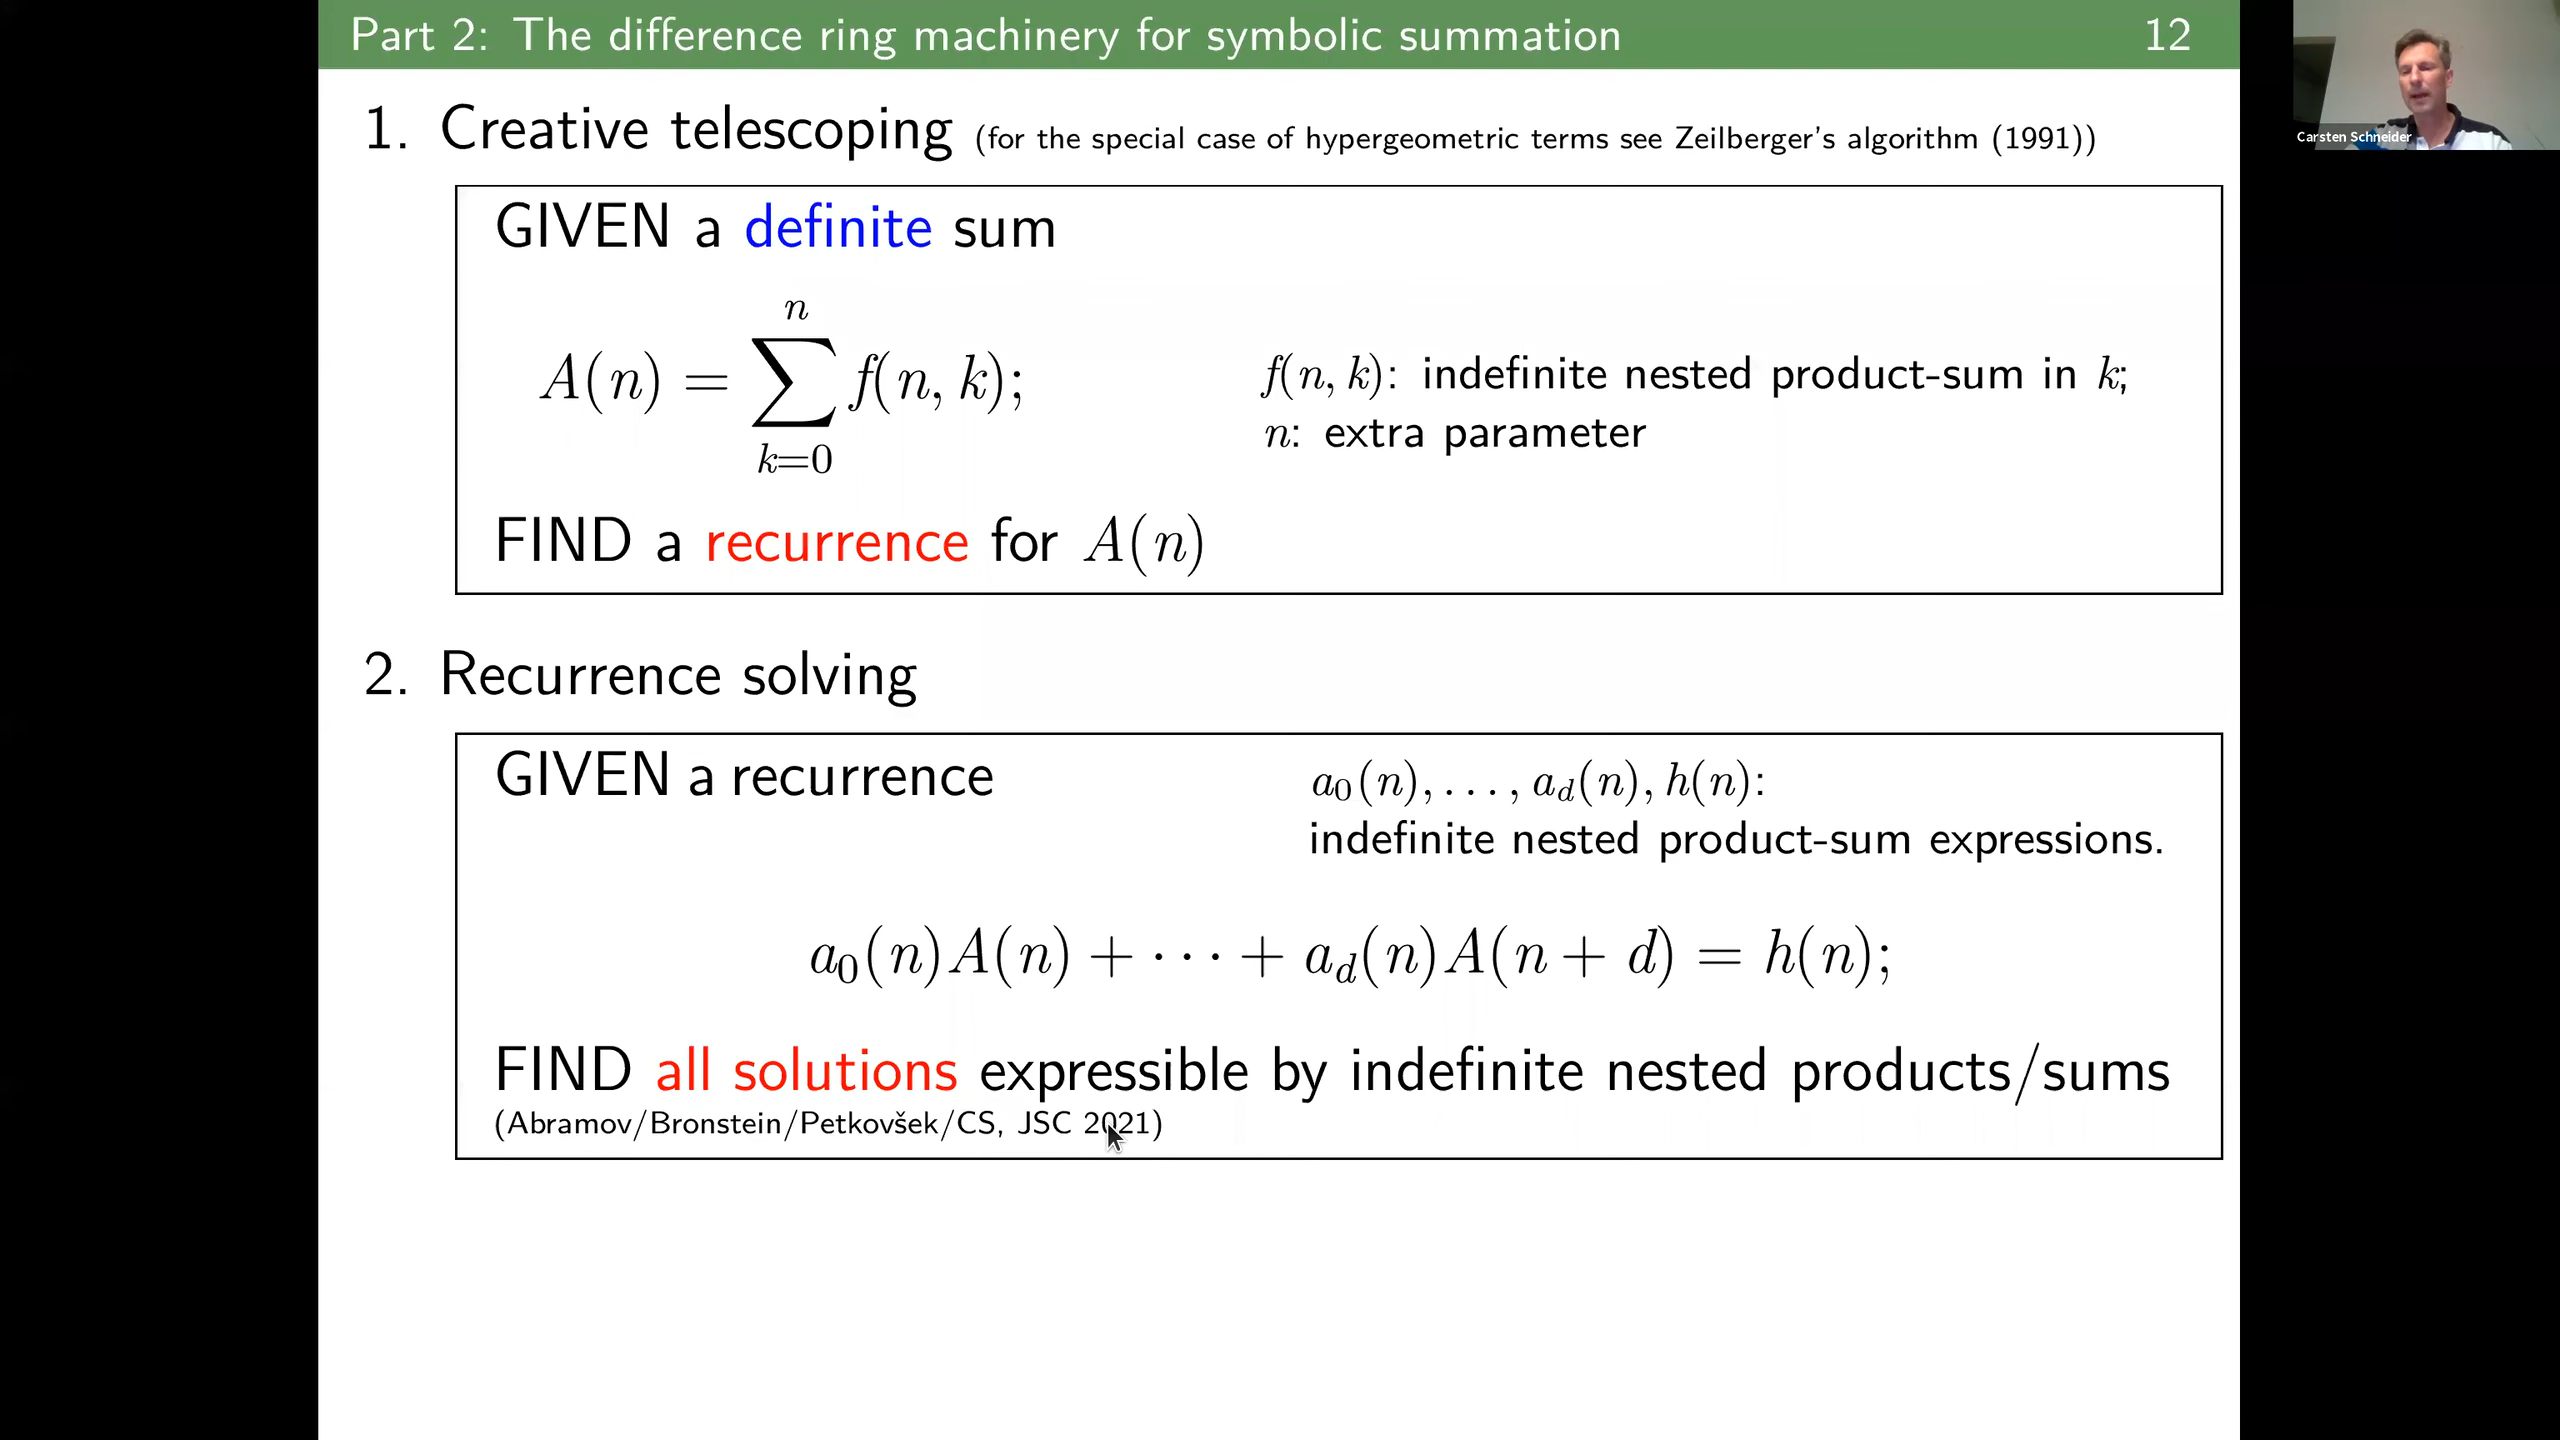 Part 2: The difference ring machinery for symbolic summation 12
Carsten Schneider
1. Creative telescoping (for the special case of hypergeometric terms see Zeilberger's algorithm (1991))
GIVEN a definite sum
A(n) = ∑_{k=0}^{n} f(n, k);
f(n, k): indefinite nested product-sum in k;
n: extra parameter
FIND a recurrence for A(n)
2. Recurrence solving
GIVEN a recurrence
a₀(n), . . . , a_d(n), h(n):
indefinite nested product-sum expressions.
a₀(n)A(n) + · · · + a_d(n)A(n + d) = h(n);
FIND all solutions expressible by indefinite nested products/sums
(Abramov/Bronstein/Petkovšek/CS, JSC 2021)